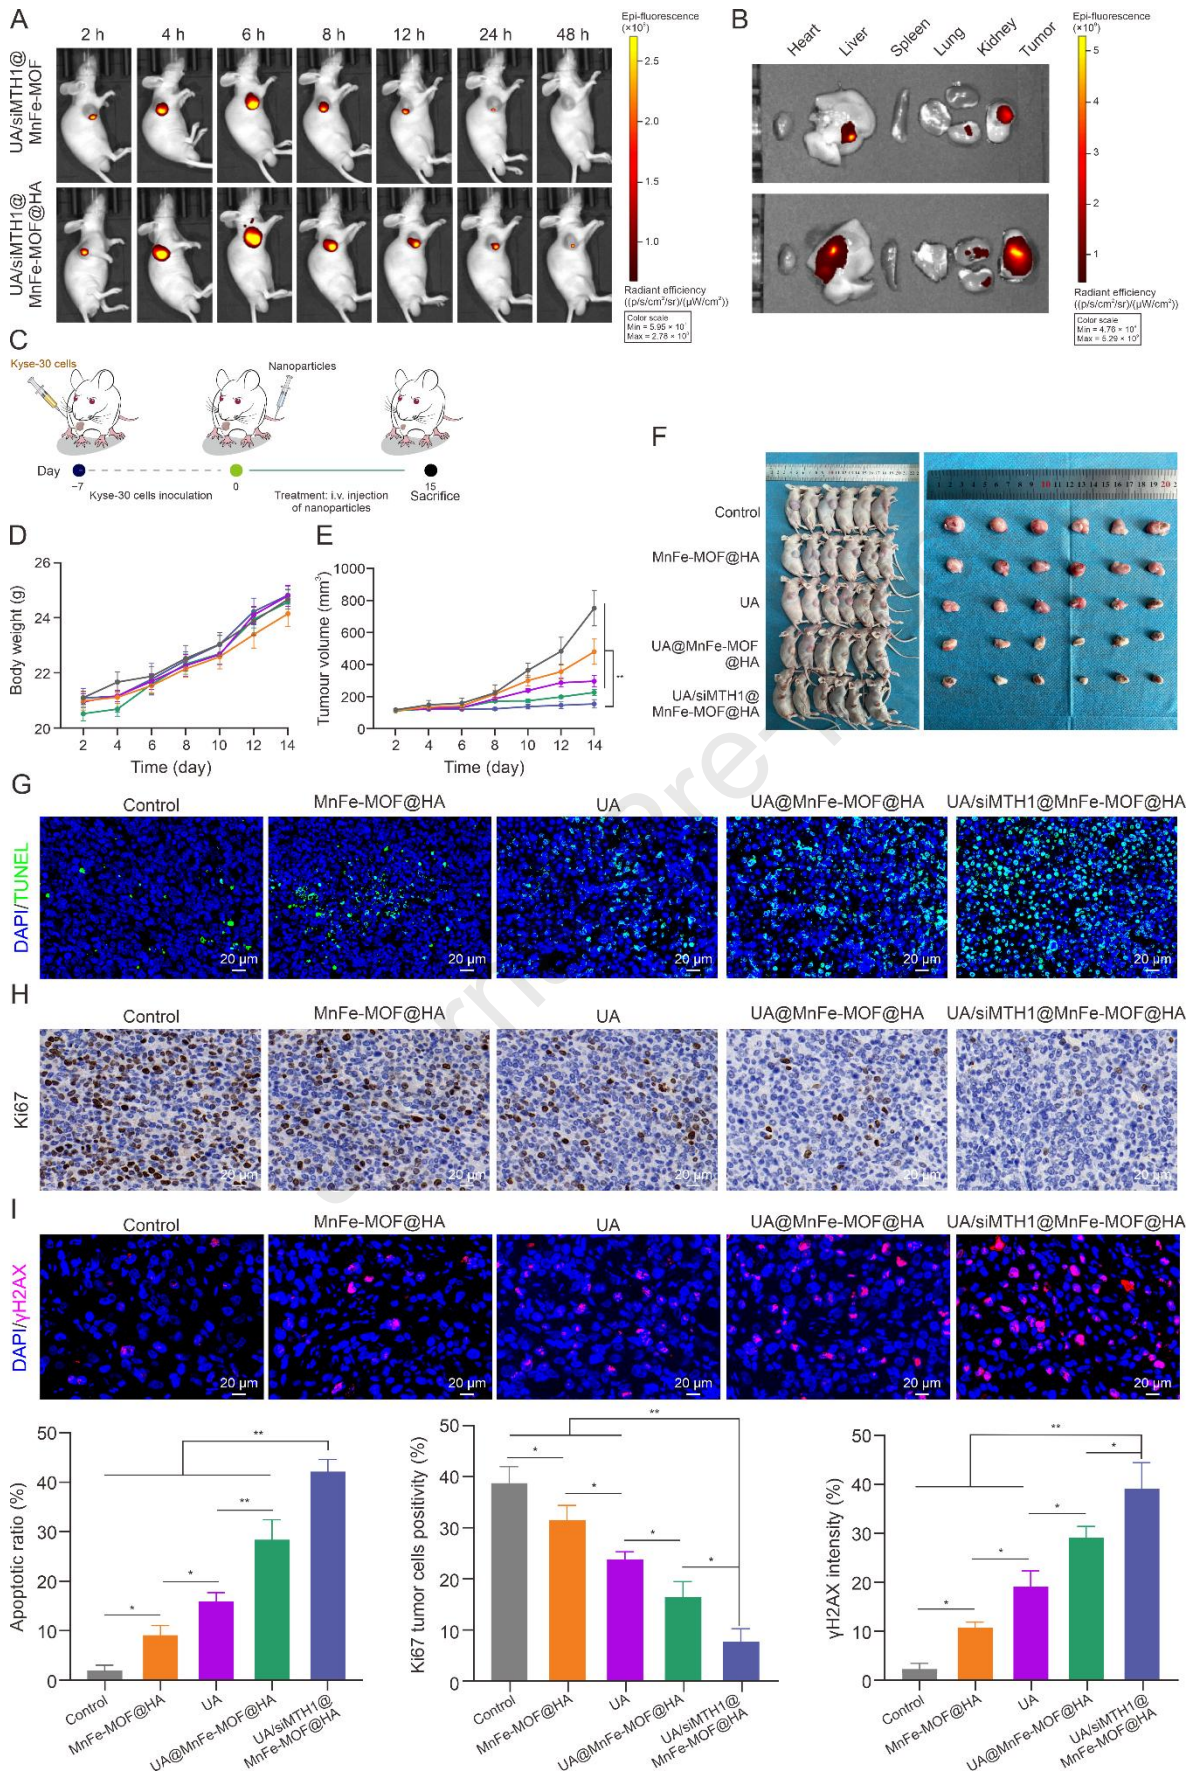 A
2 h 4 h 6 h 8 h 12 h 24 h 48 h
UA/siMTH1@
MnFe-MOF
UA/siMTH1@
MnFe-MOF@HA
Epi-fluorescence
2.5
2.0
1.5
1.0
Radiant efficiency
((p/s/cm²/sr)/(µW/cm²))
Color scale
B
Heart Liver Spleen Lung Kidney Tumor
Epi-fluorescence
5
4
3
2
1
Radiant efficiency
((p/s/cm²/sr)/(µW/cm²))
Color scale
C
Kyse-30 cells
Nanoparticles
Day
−7 0 15
Kyse-30 cells inoculation
Treatment: i.v. injection
of nanoparticles
Sacrifice
D
Body weight (g)
26
24
22
20
2 4 6 8 10 12 14
Time (day)
E
Tumour volume (mm³)
1000
800
600
400
200
0
2 4 6 8 10 12 14
Time (day)
F
Control
MnFe-MOF@HA
UA
UA@MnFe-MOF
@HA
UA/siMTH1@
MnFe-MOF@HA
G
Control MnFe-MOF@HA UA UA@MnFe-MOF@HA UA/siMTH1@MnFe-MOF@HA
DAPI/TUNEL
20 µm 20 µm 20 µm 20 µm 20 µm
H
Control MnFe-MOF@HA UA UA@MnFe-MOF@HA UA/siMTH1@MnFe-MOF@HA
Ki67
20 µm 20 µm 20 µm 20 µm 20 µm
I
Control MnFe-MOF@HA UA UA@MnFe-MOF@HA UA/siMTH1@MnFe-MOF@HA
DAPI/γH2AX
20 µm 20 µm 20 µm 20 µm 20 µm
Apoptotic ratio (%)
50
40
30
20
10
0
* * ** **
Control
MnFe-MOF@HA
UA
UA@MnFe-MOF@HA
UA/siMTH1@
MnFe-MOF@HA
Ki67 tumor cells positivity (%)
50
40
30
20
10
0
* * * * **
Control
MnFe-MOF@HA
UA
UA@MnFe-MOF@HA
UA/siMTH1@
MnFe-MOF@HA
γH2AX intensity (%)
50
40
30
20
10
0
* * * * **
Control
MnFe-MOF@HA
UA
UA@MnFe-MOF@HA
UA/siMTH1@
MnFe-MOF@HA